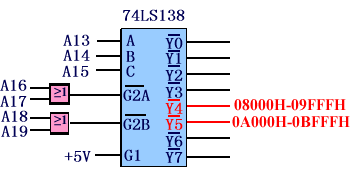 74LS138
A13 A Y0
A14 B Y1
A15 C Y2
A16 ≥1 G2A Y3
A17 Y4 08000H-09FFFH
A18 ≥1 G2B Y5 0A000H-0BFFFH
A19 Y6
+5V G1 Y7